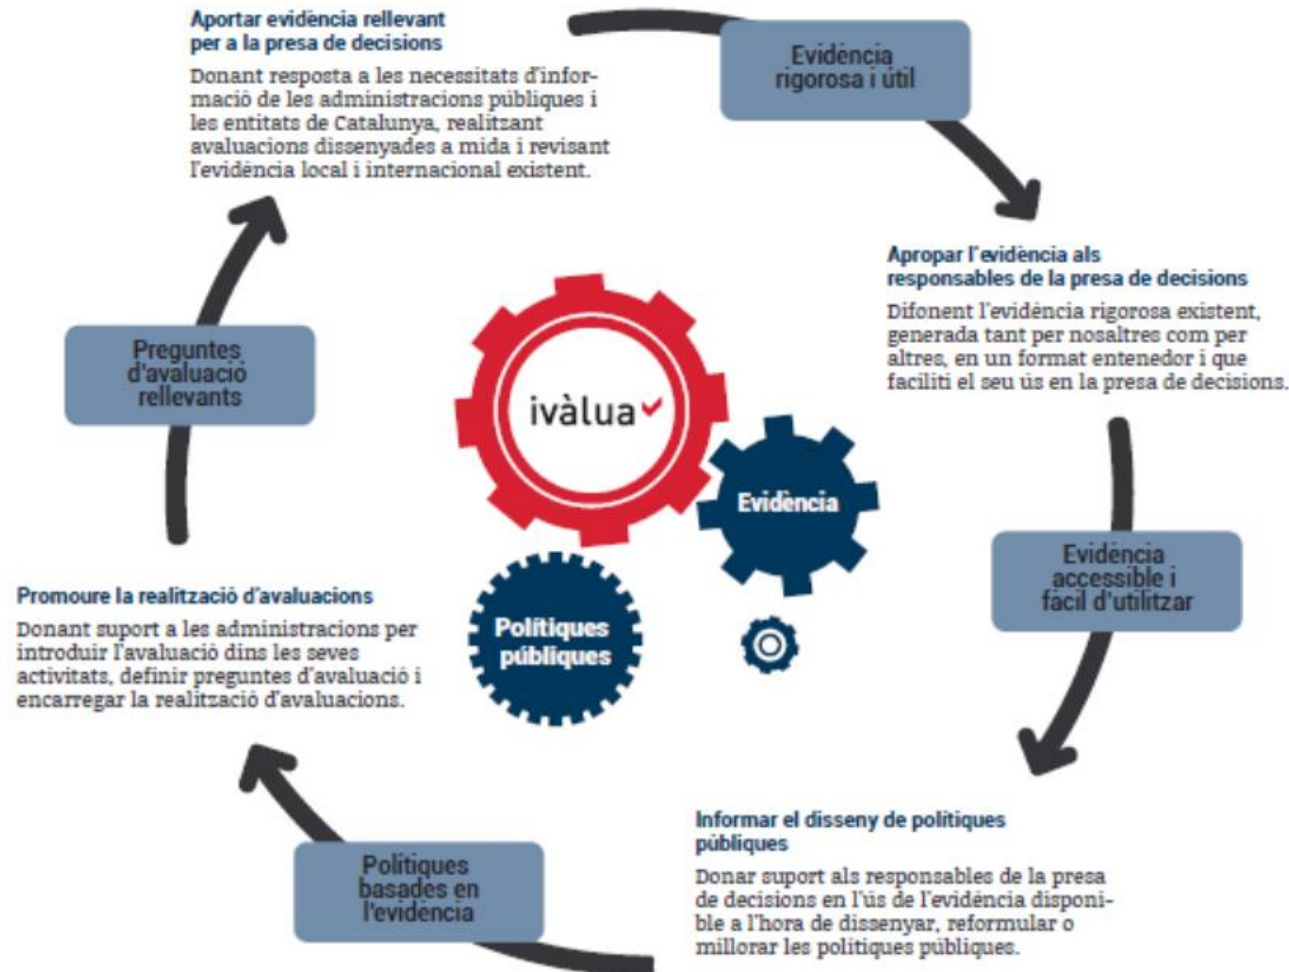 Aportar evidència rellevant
per a la presa de decisions
Donant resposta a les necessitats d'infor-
mació de les administracions públiques i
les entitats de Catalunya, realitzant
avaluacions dissenyades a mida i revisant
l'evidència local i internacional existent.
Evidència
rigorosa i útil
Apropar l'evidència als
responsables de la presa de decisions
Difonent l'evidència rigorosa existent,
generada tant per nosaltres com per
altres, en un format entenedor i que
faciliti el seu ús en la presa de decisions.
Evidència
accessible i
fàcil d'utilitzar
Informar el disseny de polítiques
públiques
Donar suport als responsables de la presa
de decisions en l'ús de l'evidència disponi-
ble a l'hora de dissenyar, reformular o
millorar les polítiques públiques.
Polítiques
basades en
l'evidència
Promoure la realització d'avaluacions
Donant suport a les administracions per
introduir l'avaluació dins les seves
activitats, definir preguntes d'avaluació i
encarregar la realització d'avaluacions.
Preguntes
d'avaluació
rellevants
ivàlua
Evidència
Polítiques
públiques